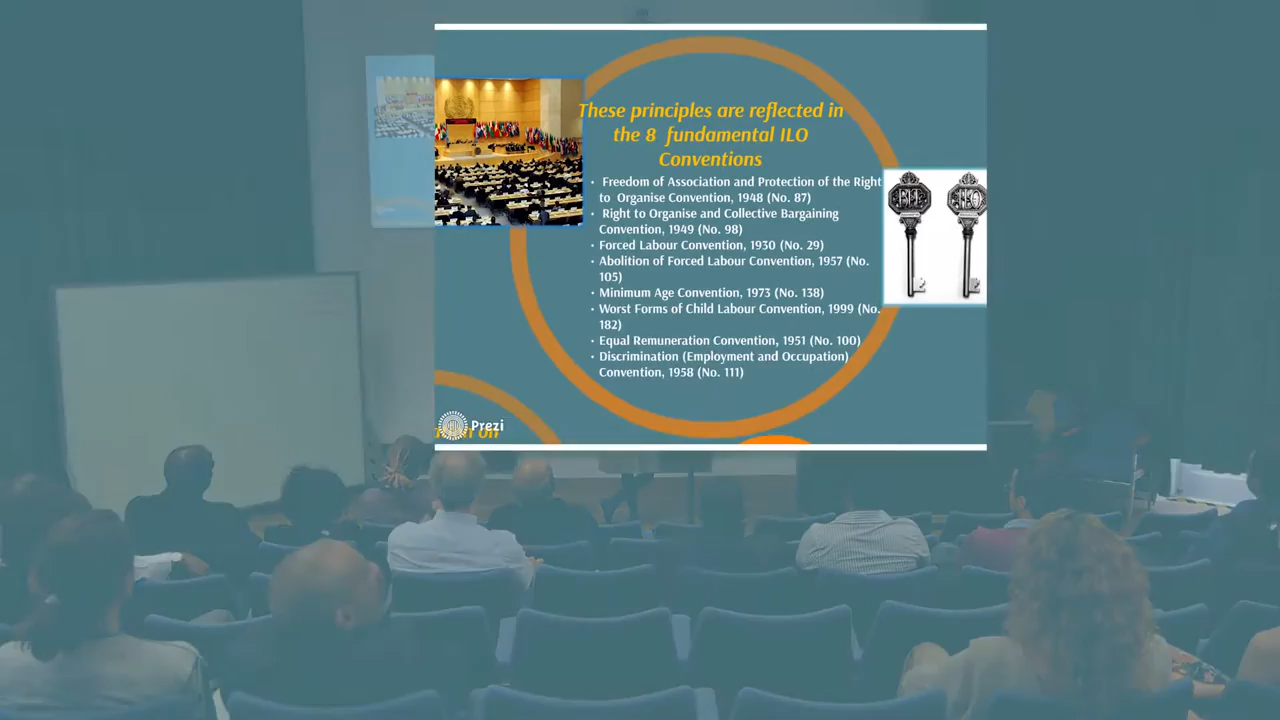 These principles are reflected in
the 8 fundamental ILO
Conventions
• Freedom of Association and Protection of the Right
to Organise Convention, 1948 (No. 87)
• Right to Organise and Collective Bargaining
Convention, 1949 (No. 98)
• Forced Labour Convention, 1930 (No. 29)
• Abolition of Forced Labour Convention, 1957 (No.
105)
• Minimum Age Convention, 1973 (No. 138)
• Worst Forms of Child Labour Convention, 1999 (No.
182)
• Equal Remuneration Convention, 1951 (No. 100)
• Discrimination (Employment and Occupation)
Convention, 1958 (No. 111)
ILO
Prezi
on